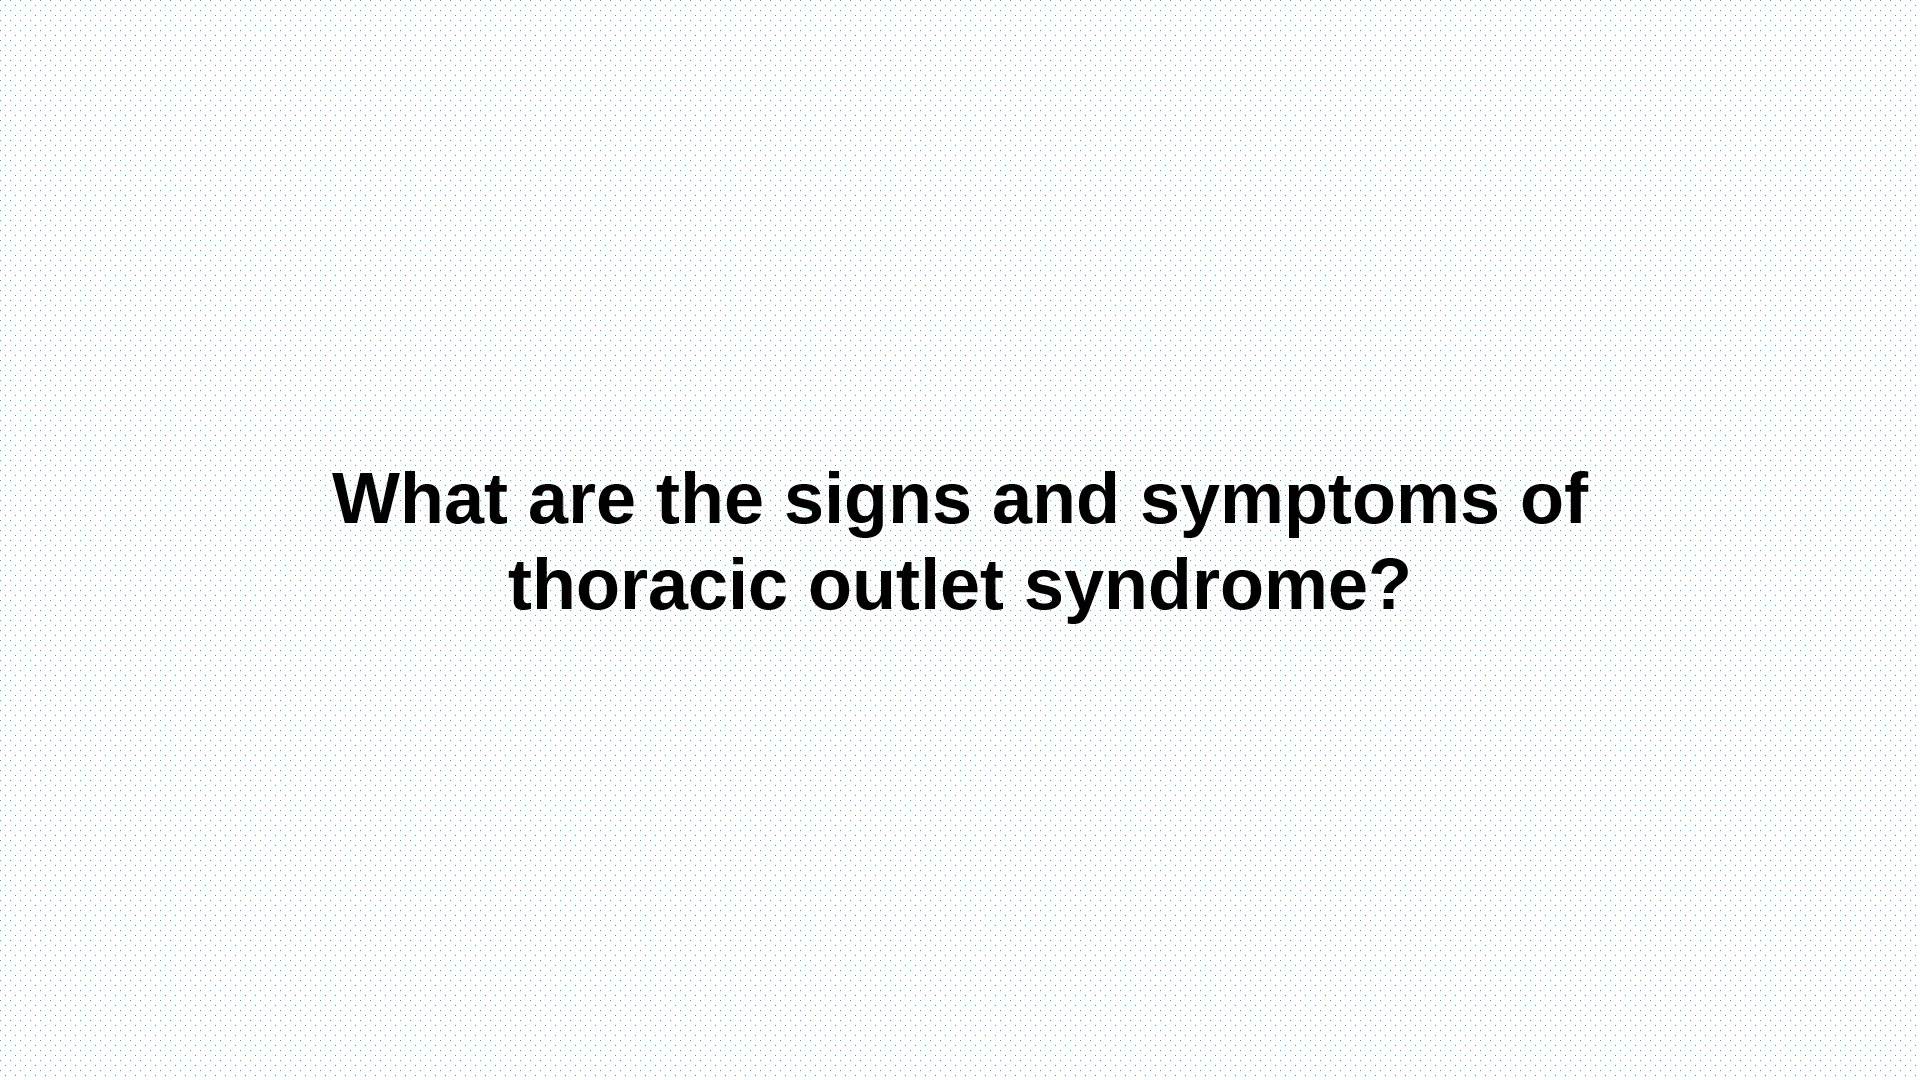 What are the signs and symptoms of
thoracic outlet syndrome?